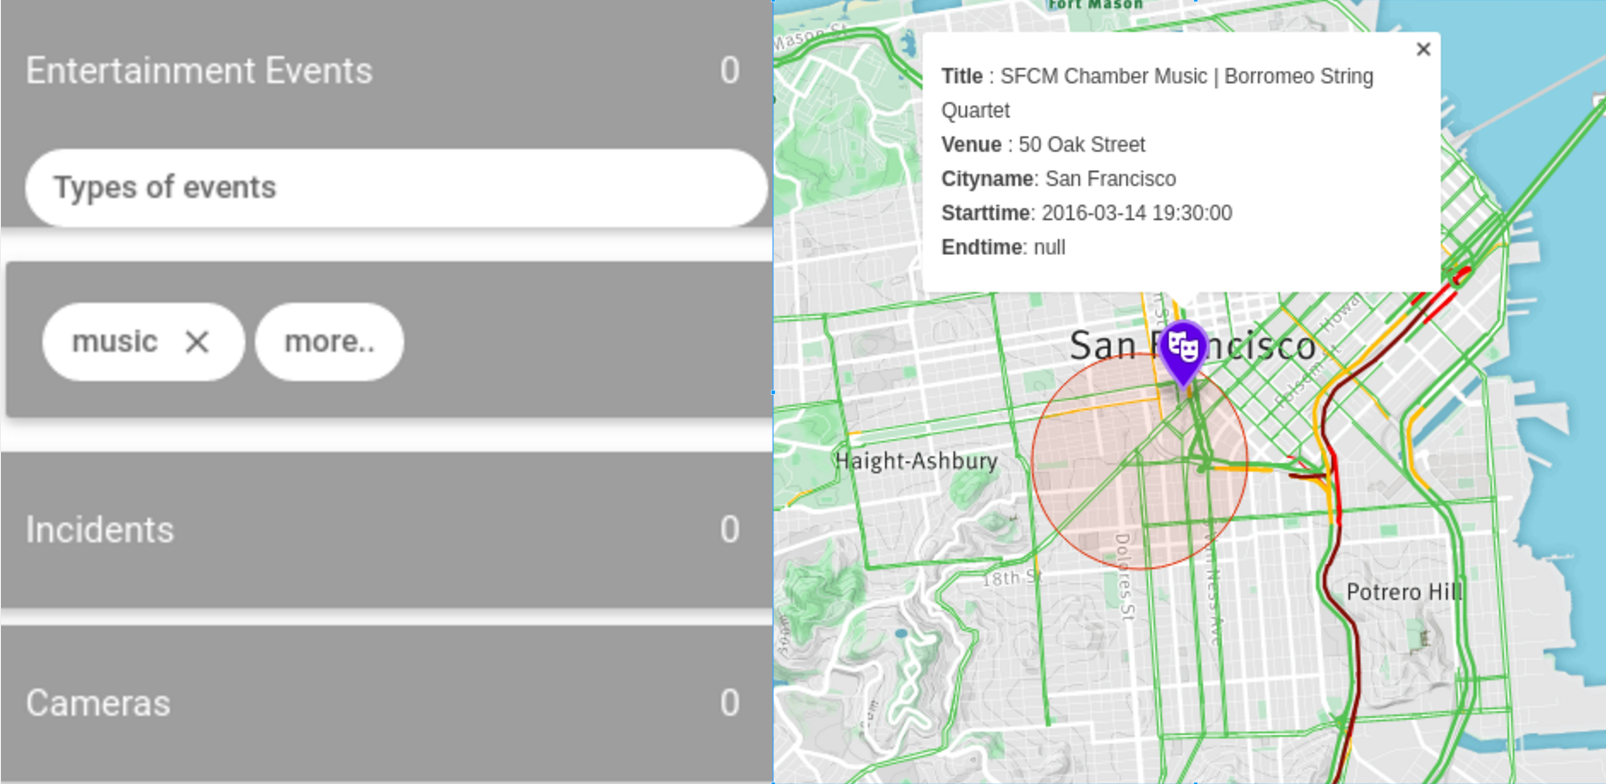 Entertainment Events 0
Types of events
music ×
more..
Incidents 0
Cameras 0
Fort Mason
Mason St
×
Title : SFCM Chamber Music | Borromeo String
Quartet
Venue : 50 Oak Street
Cityname: San Francisco
Starttime: 2016-03-14 19:30:00
Endtime: null
Howa
San F ncisco
Folsom St
Haight-Ashbury
18th St
Dolores St
Van Ness Ave
Potrero Hill